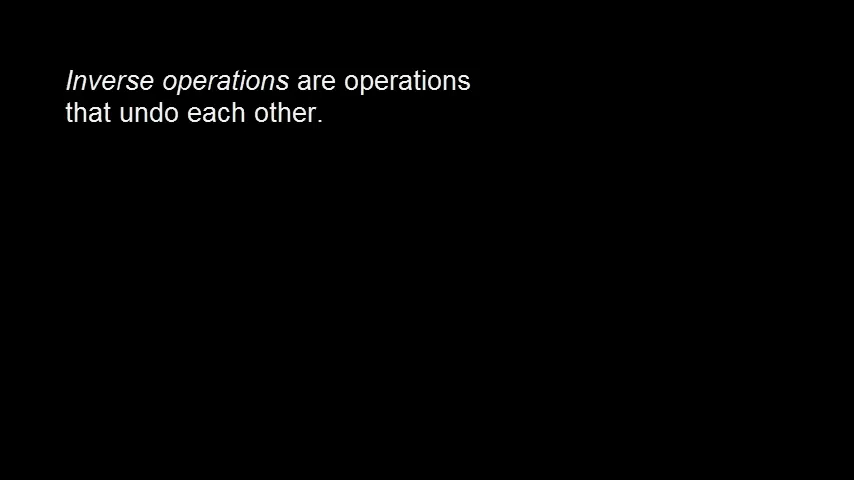 Inverse operations are operations
that undo each other.